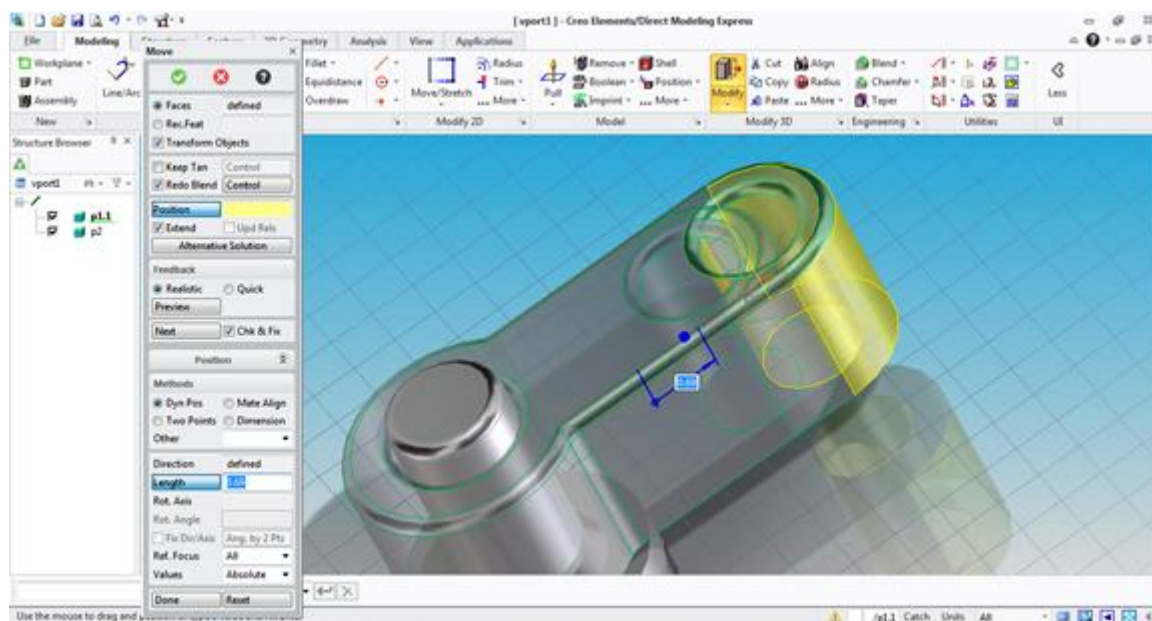 [ vport1 ] - Creo Elements/Direct Modeling Express
File Modeling Analysis View Applications
Workplane
Part
Assembly
Line/Arc
New
Fillet
Equidistance
Overdraw
Move/Stretch
Radius
Trim
... More
Modify 2D
Pull
Remove Shell
Boolean Position
Imprint ... More
Model
Modify
Cut Align
Copy Radius
Paste ... More
Modify 3D
Blend
Chamfer
Taper
Engineering
Utilities
Less
UI
Structure Browser
vport1
p1.1
p2
Move
Faces defined
Rec.Feat
Transform Objects
Keep Tan Control
Redo Blend Control
Position
Extend Upd Rels
Alternative Solution
Feedback
Realistic Quick
Preview
Next Chk & Fix
Position
Methods
Dyn Pos Mate Align
Two Points Dimension
Other
Direction defined
Length
Rot. Axis
Rot. Angle
Fix Dir/Axis Ang. by 2 Pts
Ref. Focus All
Values Absolute
Done Reset
Use the mouse to drag and
/p1.1 Catch Units All